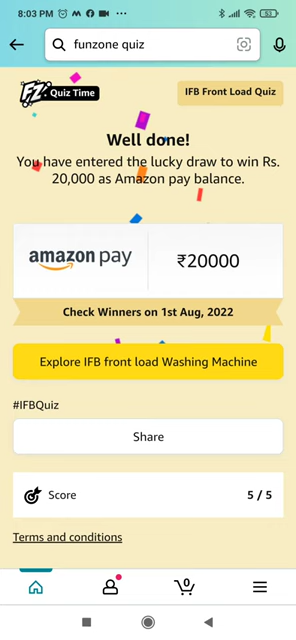 8:03 PM
53
funzone quiz
FZ Quiz Time
IFB Front Load Quiz
Well done!
You have entered the lucky draw to win Rs.
20,000 as Amazon pay balance.
amazon pay
₹20000
Check Winners on 1st Aug, 2022
Explore IFB front load Washing Machine
#IFBQuiz
Share
Score
5 / 5
Terms and conditions
0